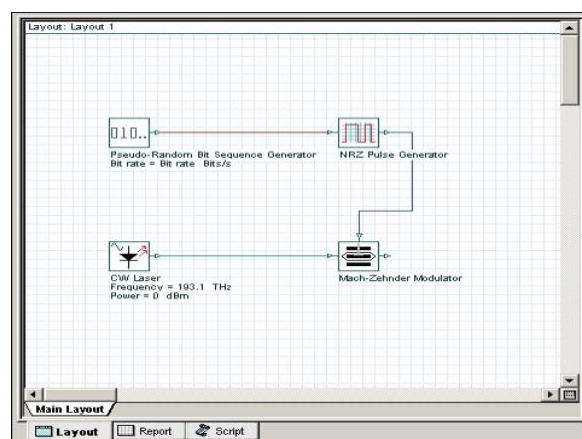 Layout: Layout 1
010..
Pseudo-Random Bit Sequence Generator
Bit rate = Bit rate Bits/s
NRZ Pulse Generator
CW Laser
Frequency = 193.1 THz
Power = 0 dBm
Mach-Zehnder Modulator
Main Layout
Layout
Report
Script